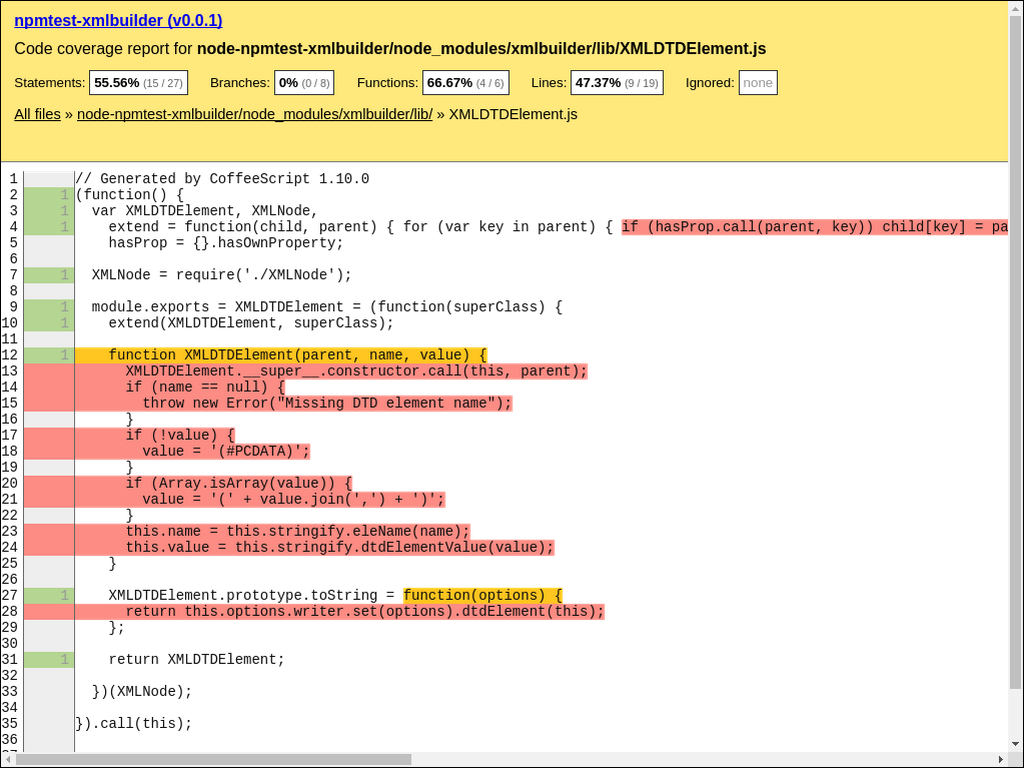 npmtest-xmlbuilder (v0.0.1)
Code coverage report for node-npmtest-xmlbuilder/node_modules/xmlbuilder/lib/XMLDTDElement.js
Statements: 55.56% (15 / 27) Branches: 0% (0 / 8) Functions: 66.67% (4 / 6) Lines: 47.37% (9 / 19) Ignored: none
All files » node-npmtest-xmlbuilder/node_modules/xmlbuilder/lib/ » XMLDTDElement.js
1 // Generated by CoffeeScript 1.10.0
2 1 (function() {
3 1 var XMLDTDElement, XMLNode,
4 1 extend = function(child, parent) { for (var key in parent) { if (hasProp.call(parent, key)) child[key] = pa
5 hasProp = {}.hasOwnProperty;
6
7 1 XMLNode = require('./XMLNode');
8
9 1 module.exports = XMLDTDElement = (function(superClass) {
10 1 extend(XMLDTDElement, superClass);
11
12 1 function XMLDTDElement(parent, name, value) {
13 XMLDTDElement.__super__.constructor.call(this, parent);
14 if (name == null) {
15 throw new Error("Missing DTD element name");
16 }
17 if (!value) {
18 value = '(#PCDATA)';
19 }
20 if (Array.isArray(value)) {
21 value = '(' + value.join(',') + ')';
22 }
23 this.name = this.stringify.eleName(name);
24 this.value = this.stringify.dtdElementValue(value);
25 }
26
27 1 XMLDTDElement.prototype.toString = function(options) {
28 return this.options.writer.set(options).dtdElement(this);
29 };
30
31 1 return XMLDTDElement;
32
33 })(XMLNode);
34
35 }).call(this);
36